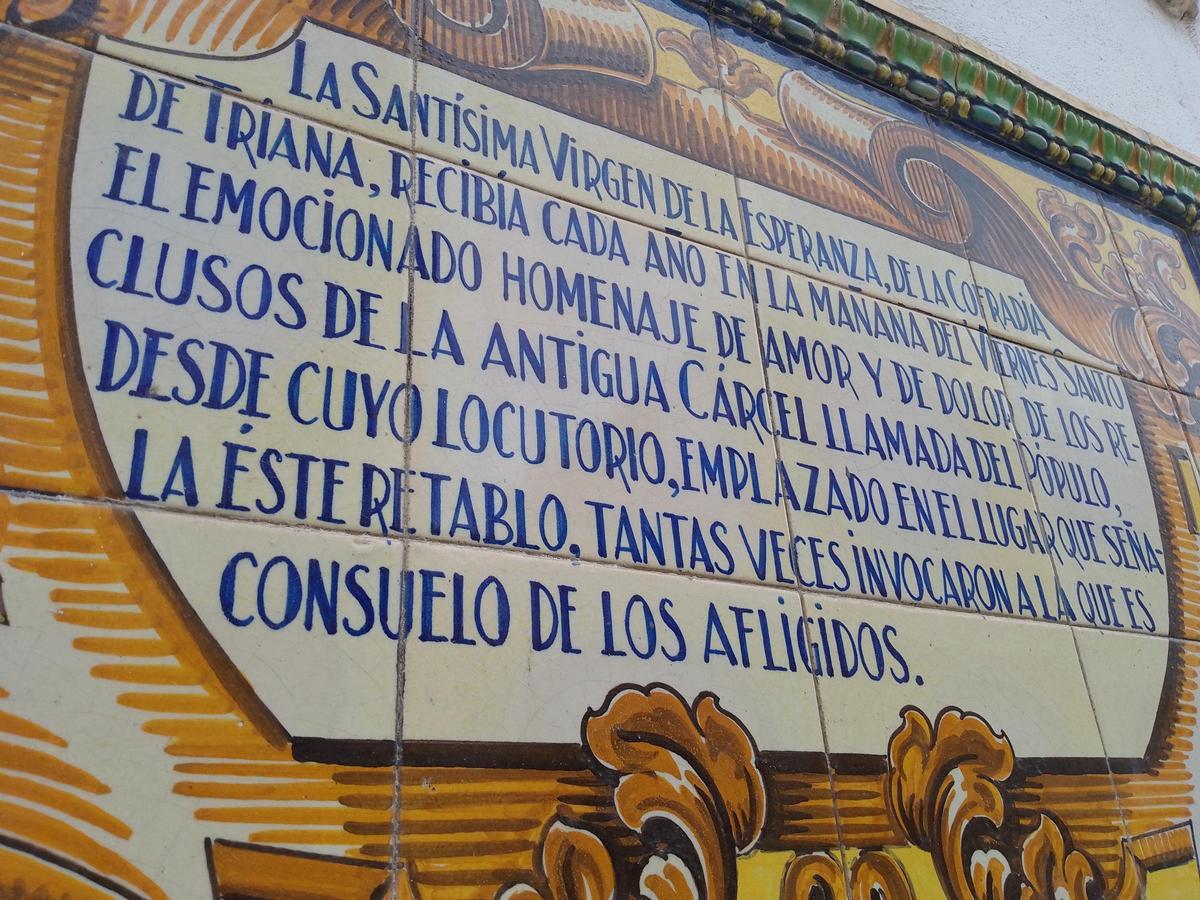 LA SANTÍSIMA VIRGEN DE LA ESPERANZA, DE LA COFRADÍA
DE TRIANA, RECIBÍA CADA AÑO EN LA MAÑANA DEL VIERNES SANTO
EL EMOCIONADO HOMENAJE DE AMOR Y DE DOLOR DE LOS RE-
CLUSOS DE LA ANTIGUA CÁRCEL LLAMADA DEL PÓPULO,
DESDE CUYO LOCUTORIO, EMPLAZADO EN EL LUGAR QUE SEÑA-
LA ÉSTE RETABLO, TANTAS VECES INVOCARON A LA QUE ES
CONSUELO DE LOS AFLIGIDOS.